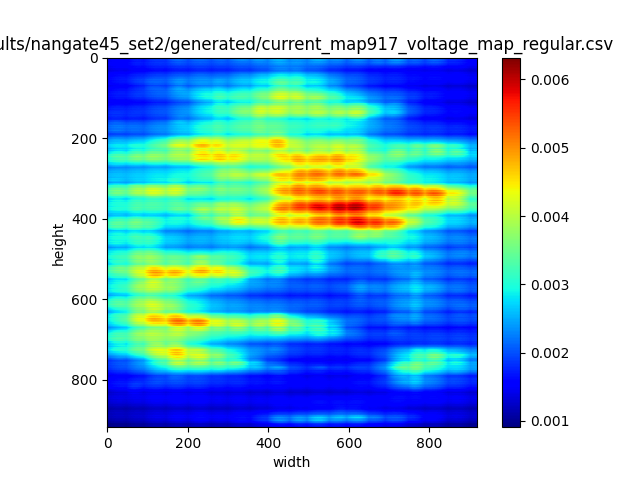 ults/nangate45_set2/generated/current_map917_voltage_map_regular.csv
0
200
400
600
800
height
0 200 400 600 800
width
0.006
0.005
0.004
0.003
0.002
0.001